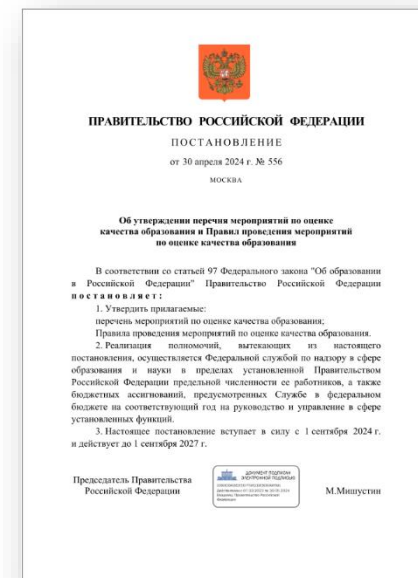 ПРАВИТЕЛЬСТВО РОССИЙСКОЙ ФЕДЕРАЦИИ
ПОСТАНОВЛЕНИЕ
от 30 апреля 2024 г. № 556
МОСКВА
Об утверждении перечня мероприятий по оценке
качества образования и Правил проведения мероприятий
по оценке качества образования
В соответствии со статьей 97 Федерального закона "Об образовании
в Российской Федерации" Правительство Российской Федерации
постановляет:
1. Утвердить прилагаемые:
перечень мероприятий по оценке качества образования;
Правила проведения мероприятий по оценке качества образования.
2. Реализация полномочий, вытекающих из настоящего
постановления, осуществляется Федеральной службой по надзору в сфере
образования и науки в пределах установленной Правительством
Российской Федерации предельной численности ее работников, а также
бюджетных ассигнований, предусмотренных Службе в федеральном
бюджете на соответствующий год на руководство и управление в сфере
установленных функций.
3. Настоящее постановление вступает в силу с 1 сентября 2024 г.
и действует до 1 сентября 2027 г.
Председатель Правительства
Российской Федерации
ДОКУМЕНТ ПОДПИСАН
ЭЛЕКТРОННОЙ ПОДПИСЬЮ
М.Мишустин